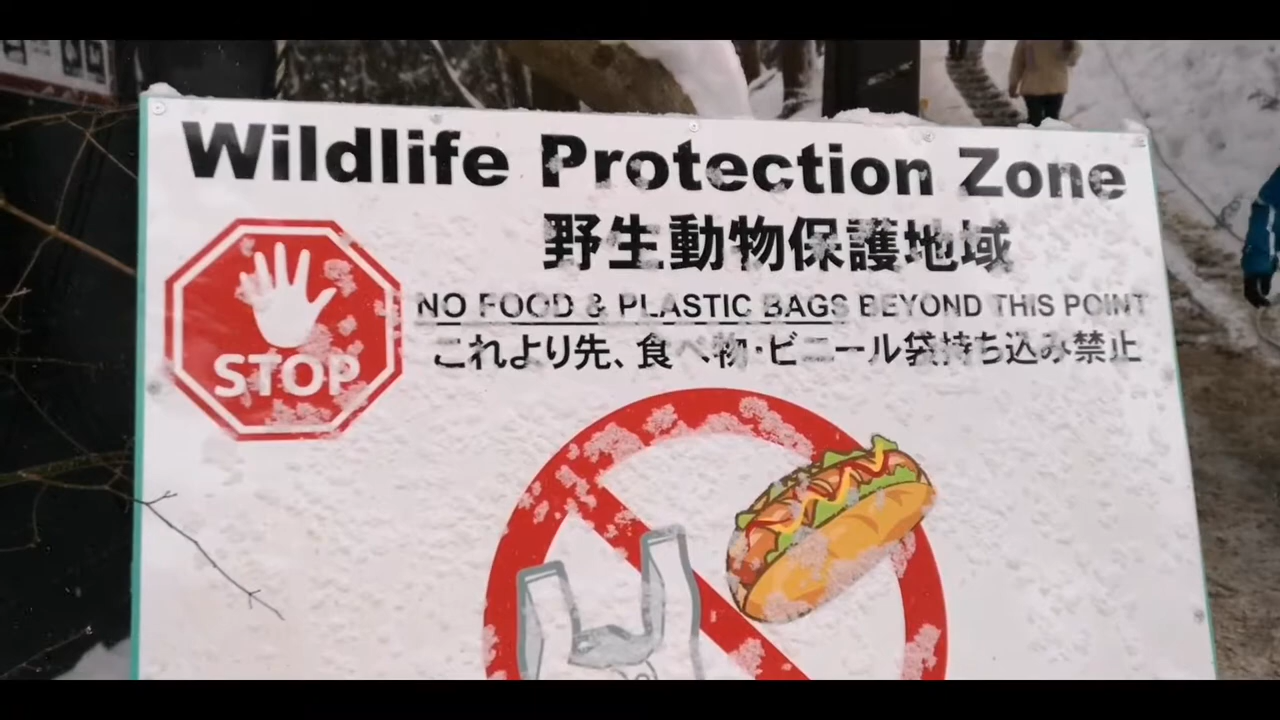 Wildlife Protection Zone
野生動物保護地域
STOP
NO FOOD & PLASTIC BAGS BEYOND THIS POINT
これより先、食べ物・ビニール袋持ち込み禁止